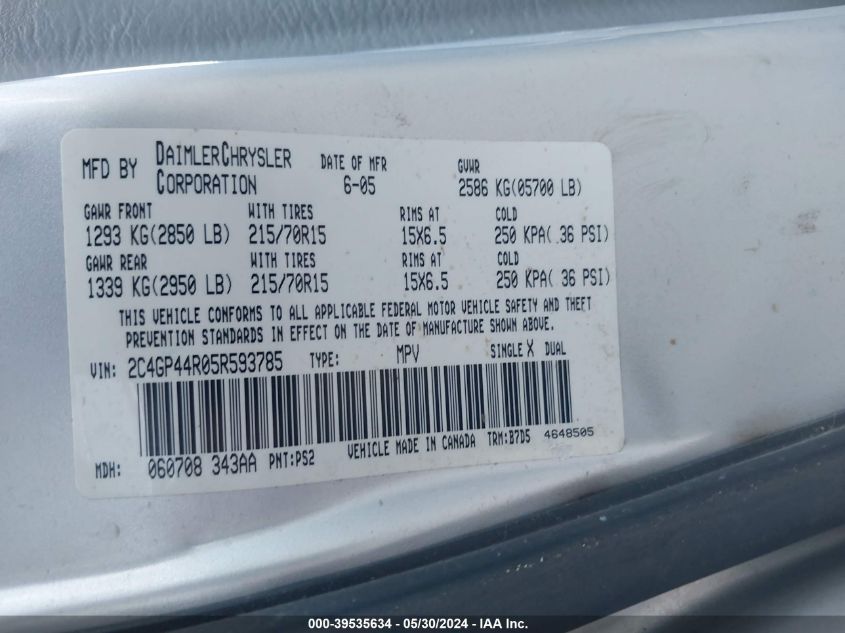 MFD BY DAIMLERCHRYSLER CORPORATION DATE OF MFR 6-05 GVWR 2586 KG(05700 LB)
GAWR FRONT WITH TIRES RIMS AT COLD
1293 KG(2850 LB) 215/70R15 15X6.5 250 KPA( 36 PSI)
GAWR REAR WITH TIRES RIMS AT COLD
1339 KG(2950 LB) 215/70R15 15X6.5 250 KPA( 36 PSI)
THIS VEHICLE CONFORMS TO ALL APPLICABLE FEDERAL MOTOR VEHICLE SAFETY AND THEFT
PREVENTION STANDARDS IN EFFECT ON THE DATE OF MANUFACTURE SHOWN ABOVE.
VIN: 2C4GP44R05R593785 TYPE: MPV SINGLE X DUAL
MDH: 060708 343AA PNT:PS2 VEHICLE MADE IN CANADA TRM:B7D5 4648505
000-39535634 - 05/30/2024 - IAA Inc.